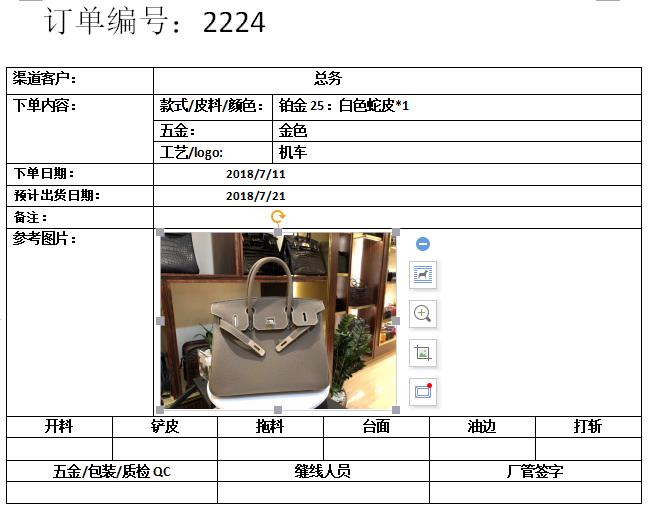 订单编号：2224
渠道客户： 总务
下单内容： 款式/皮料/颜色： 铂金 25：白色蛇皮*1
五金： 金色
工艺/logo: 机车
下单日期： 2018/7/11
预计出货日期： 2018/7/21
备注：
参考图片：
开料 铲皮 拖料 台面 油边 打斩
五金/包装/质检 QC 缝线人员 厂管签字